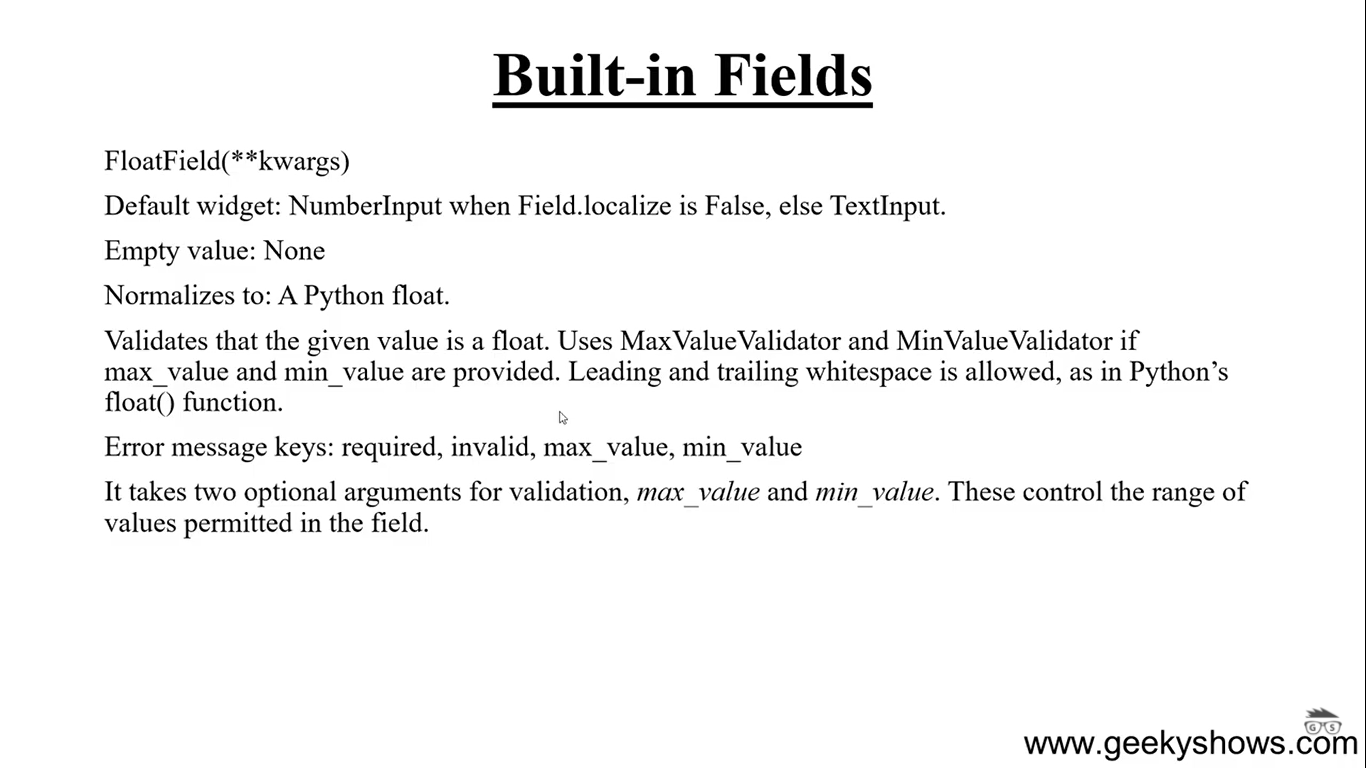 Built-in Fields
FloatField(**kwargs)
Default widget: NumberInput when Field.localize is False, else TextInput.
Empty value: None
Normalizes to: A Python float.
Validates that the given value is a float. Uses MaxValueValidator and MinValueValidator if
max_value and min_value are provided. Leading and trailing whitespace is allowed, as in Python’s
float() function.
Error message keys: required, invalid, max_value, min_value
It takes two optional arguments for validation, max_value and min_value. These control the range of
values permitted in the field.
G S
www.geekyshows.com